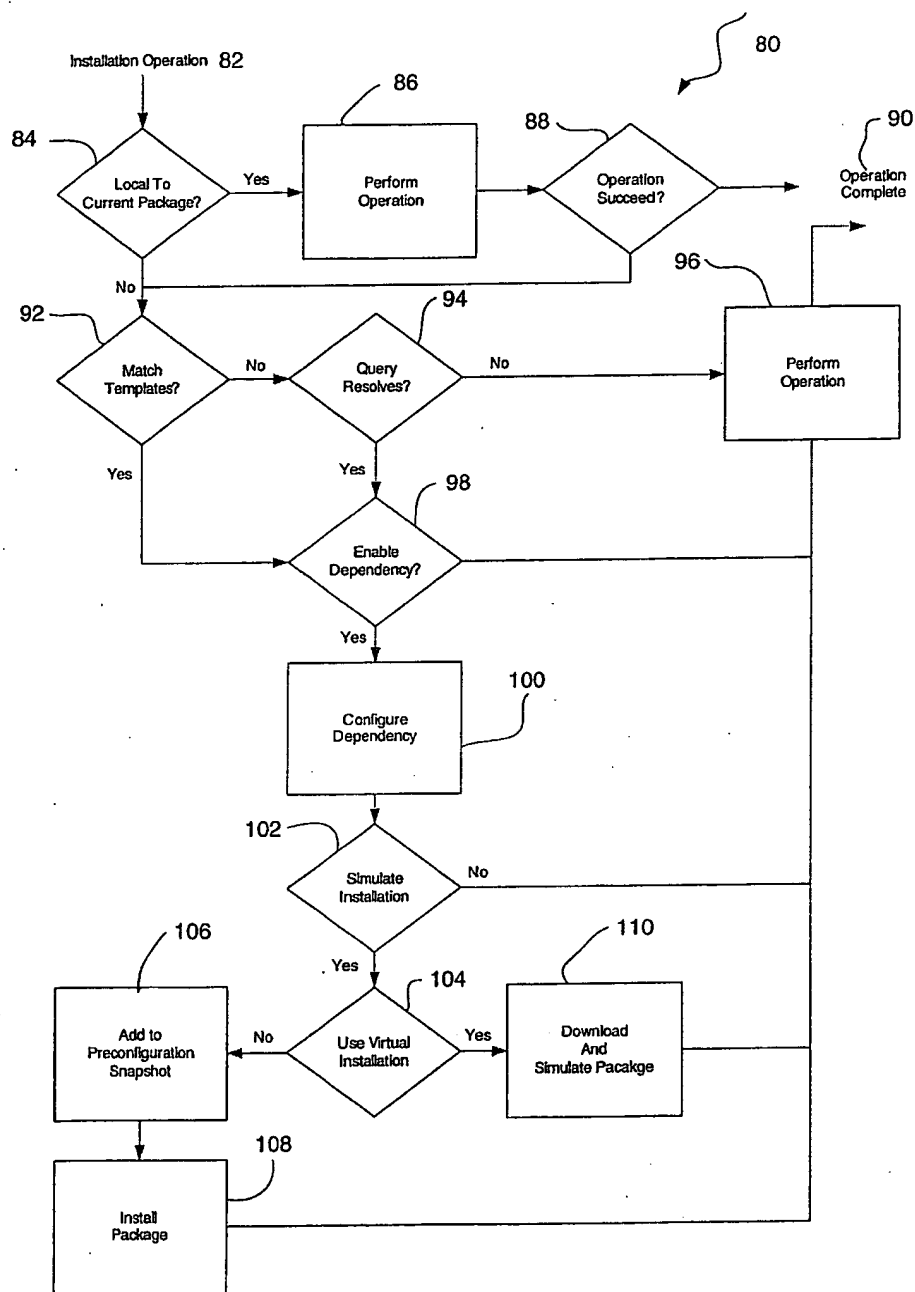 Installation Operation 82
80
84
Local To
Current Package?
Yes
86
Perform
Operation
88
Operation
Succeed?
90
Operation
Complete
No
92
Match
Templates?
No
94
Query
Resolves?
No
96
Perform
Operation
Yes
Yes
98
Enable
Dependency?
Yes
100
Configure
Dependency
102
Simulate
Installation
No
Yes
104
Use Virtual
Installation
No
Yes
106
Add to
Preconfiguration
Snapshot
110
Download
And
Simulate Pacakge
108
Install
Package